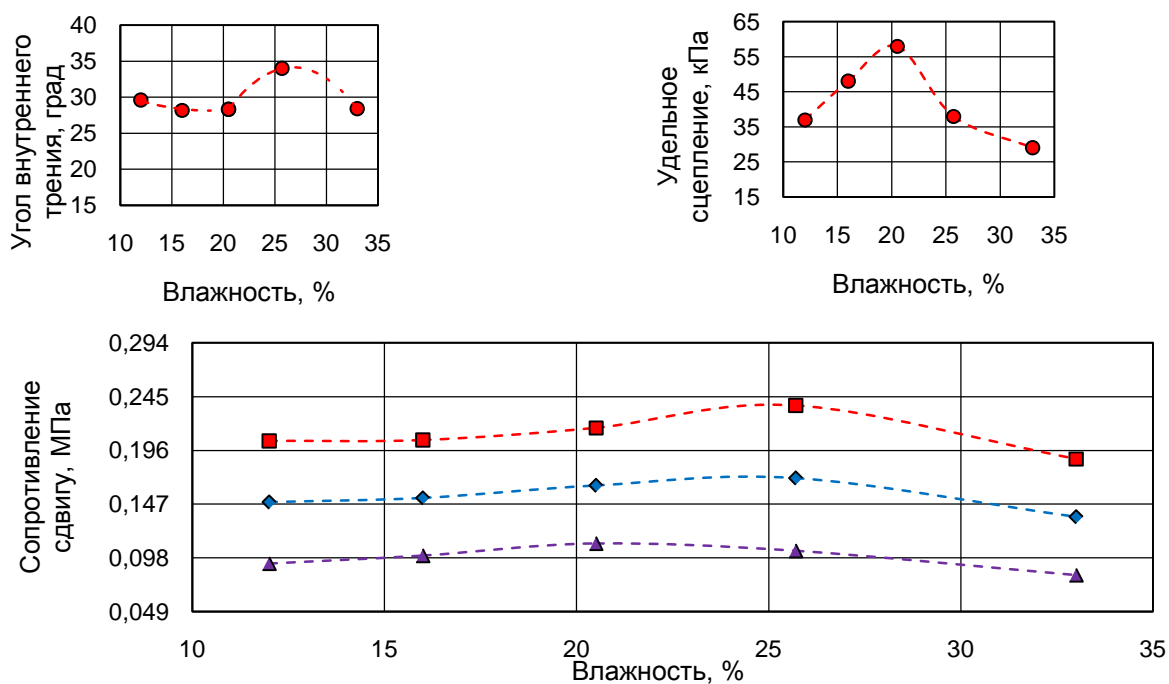 Угол внутреннего
трения, град
40
35
30
25
20
15
10 15 20 25 30 35
Влажность, %
Удельное
сцепление, кПа
65
55
45
35
25
15
10 15 20 25 30 35
Влажность, %
Сопротивление
сдвигу, МПа
0,294
0,245
0,196
0,147
0,098
0,049
10 15 20 25 30 35
Влажность, %